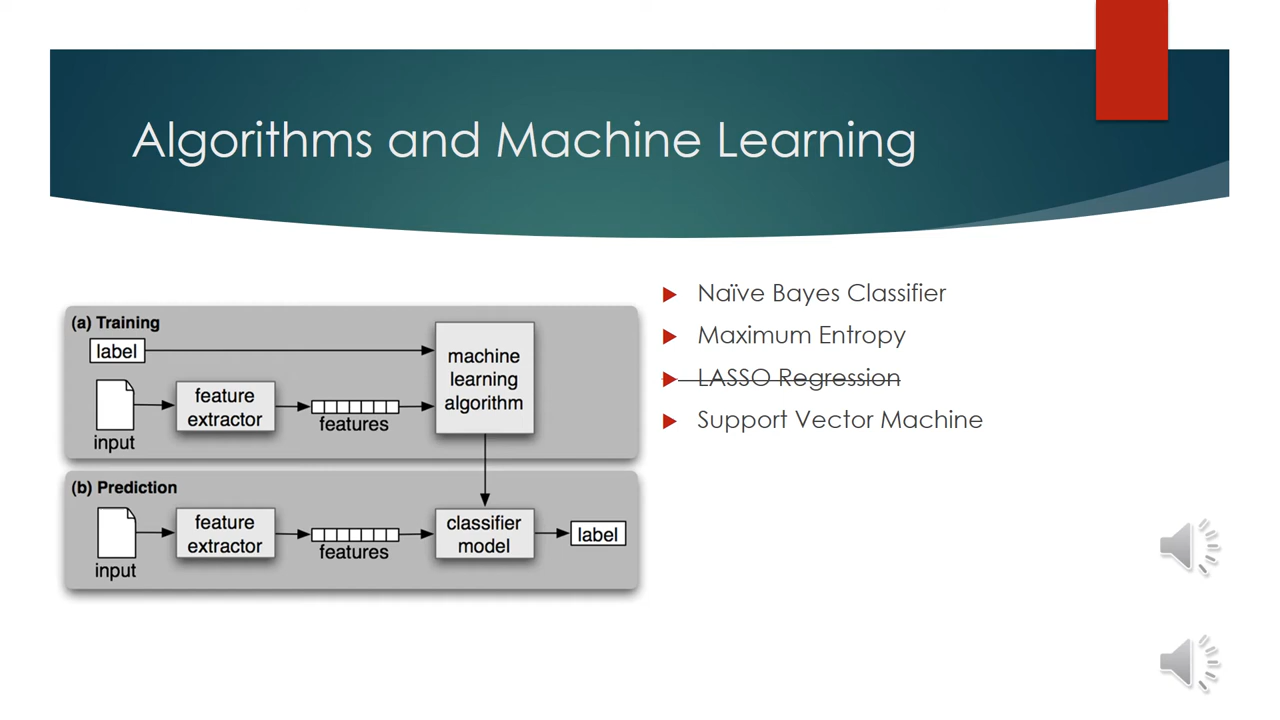 Algorithms and Machine Learning
(a) Training
label
input
feature
extractor
features
machine
learning
algorithm
(b) Prediction
input
feature
extractor
features
classifier
model
label
Naïve Bayes Classifier
Maximum Entropy
LASSO Regression
Support Vector Machine